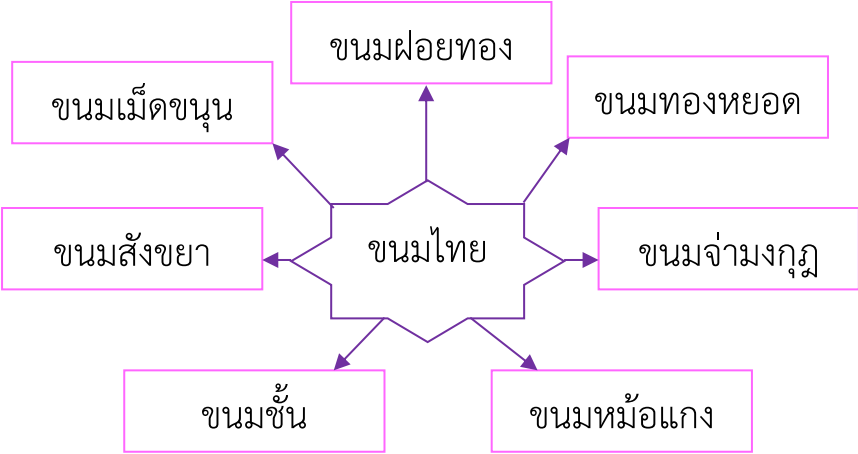 ขนมฝอยทอง
ขนมเม็ดขนุน
ขนมทองหยอด
ขนมสังขยา
ขนมไทย
ขนมจ่ามงกุฎ
ขนมชั้น
ขนมหม้อแกง